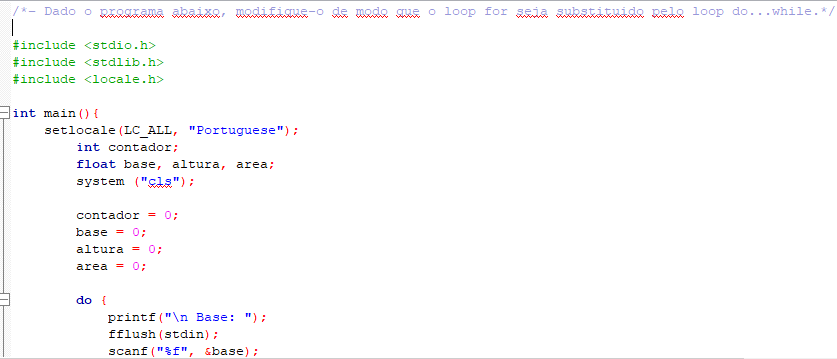 /*- Dado o programa abaixo, modifique-o de modo que o loop for seja substituido pelo loop do...while.*/
#include <stdio.h>
#include <stdlib.h>
#include <locale.h>
int main(){
setlocale(LC_ALL, "Portuguese");
int contador;
float base, altura, area;
system ("cls");
contador = 0;
base = 0;
altura = 0;
area = 0;
do {
printf("\n Base: ");
fflush(stdin);
scanf("%f", &base);